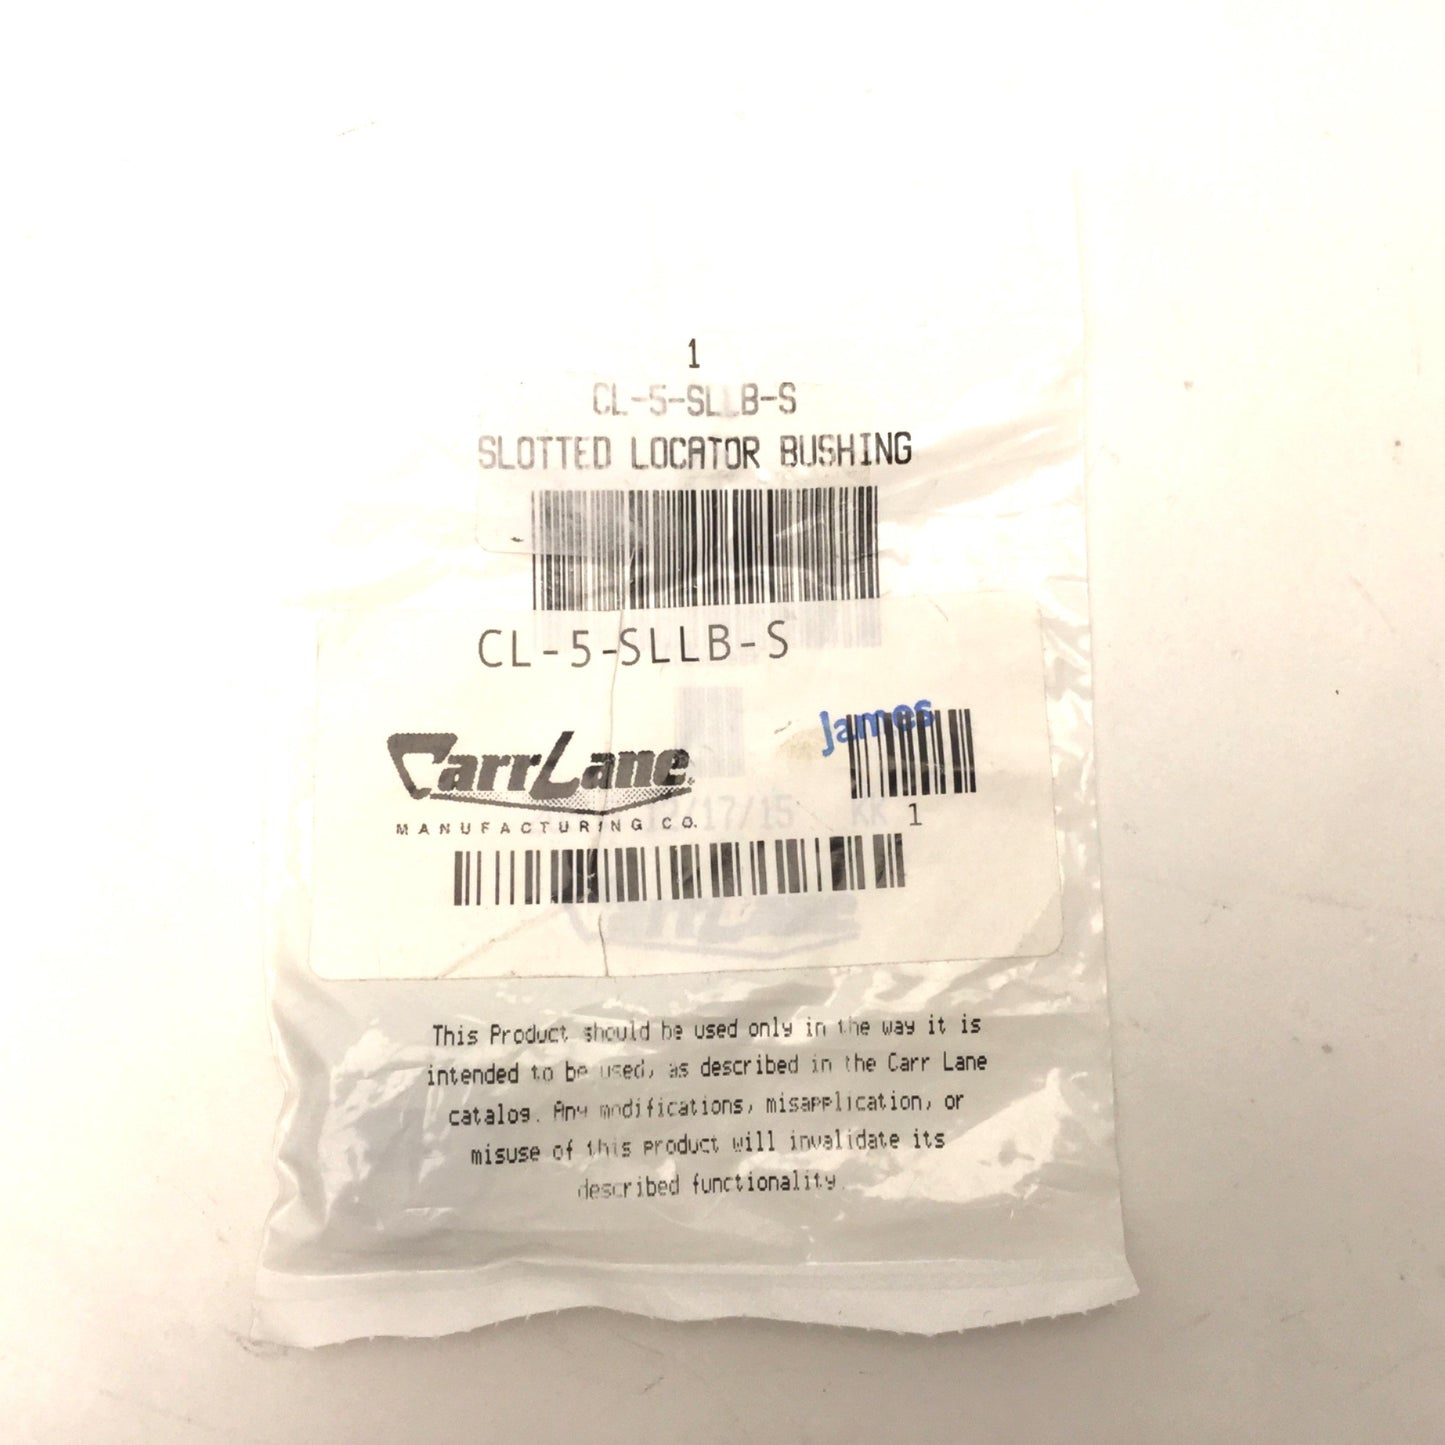 1
CL-5-SLLB-S
SLOTTED LOCATOR BUSHING
CL-5-SLLB-S
James
CarrLane
MANUFACTURING CO.
/17/15 KK 1
This Product should be used only in the way it is
intended to be used, as described in the Carr Lane
catalog. Any modifications, misapplication, or
misuse of this product will invalidate its
described functionality.